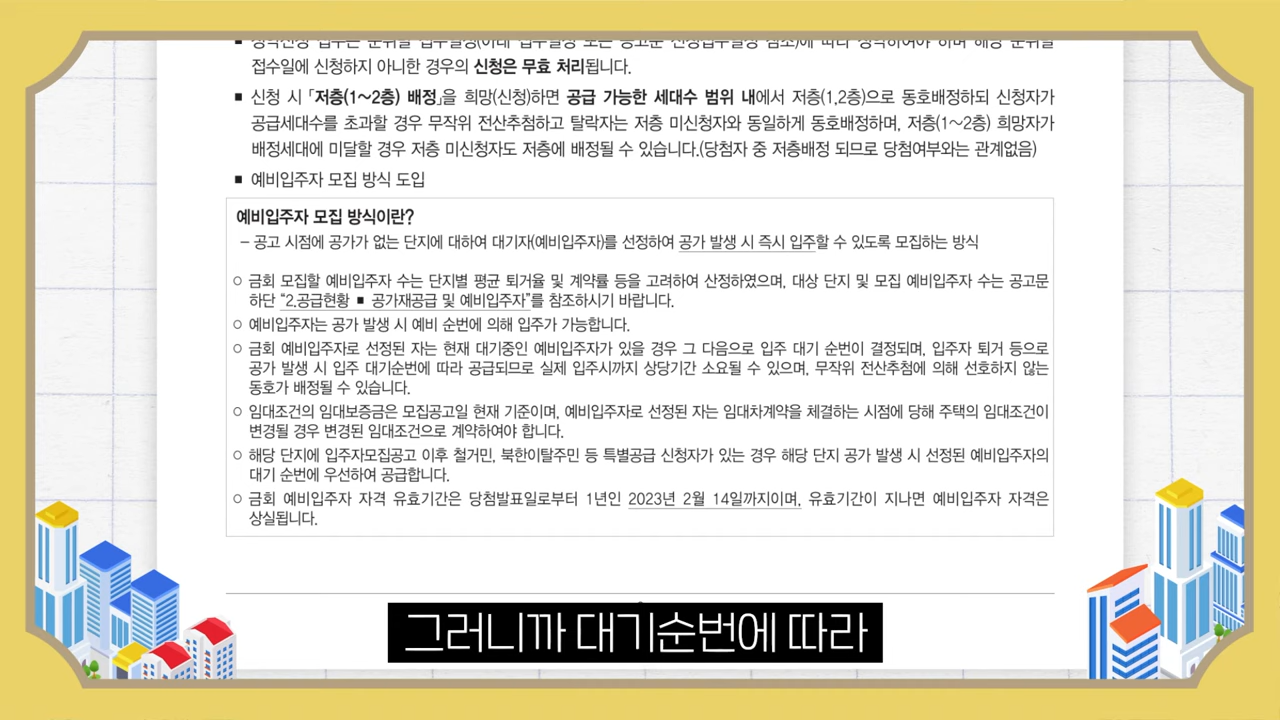 접수일에 신청하지 아니한 경우의 신청은 무효 처리됩니다.
■ 신청 시 「저층(1~2층) 배정」을 희망(신청)하면 공급 가능한 세대수 범위 내에서 저층(1,2층)으로 동호배정하되 신청자가
공급세대수를 초과할 경우 무작위 전산추첨하고 탈락자는 저층 미신청자와 동일하게 동호배정하며, 저층(1~2층) 희망자가
배정세대에 미달할 경우 저층 미신청자도 저층에 배정될 수 있습니다.(당첨자 중 저층배정 되므로 당첨여부와는 관계없음)
■ 예비입주자 모집 방식 도입
예비입주자 모집 방식이란?
– 공고 시점에 공가가 없는 단지에 대하여 대기자(예비입주자)를 선정하여 공가 발생 시 즉시 입주할 수 있도록 모집하는 방식
○ 금회 모집할 예비입주자 수는 단지별 평균 퇴거율 및 계약률 등을 고려하여 산정하였으며, 대상 단지 및 모집 예비입주자 수는 공고문
하단 “2.공급현황 ■ 공가재공급 및 예비입주자”를 참조하시기 바랍니다.
○ 예비입주자는 공가 발생 시 예비 순번에 의해 입주가 가능합니다.
○ 금회 예비입주자로 선정된 자는 현재 대기중인 예비입주자가 있을 경우 그 다음으로 입주 대기 순번이 결정되며, 입주자 퇴거 등으로
공가 발생 시 입주 대기순번에 따라 공급되므로 실제 입주시까지 상당기간 소요될 수 있으며, 무작위 전산추첨에 의해 선호하지 않는
동호가 배정될 수 있습니다.
○ 임대조건의 임대보증금은 모집공고일 현재 기준이며, 예비입주자로 선정된 자는 임대차계약을 체결하는 시점에 당해 주택의 임대조건이
변경될 경우 변경된 임대조건으로 계약하여야 합니다.
○ 해당 단지에 입주자모집공고 이후 철거민, 북한이탈주민 등 특별공급 신청자가 있는 경우 해당 단지 공가 발생 시 선정된 예비입주자의
대기 순번에 우선하여 공급합니다.
○ 금회 예비입주자 자격 유효기간은 당첨발표일로부터 1년인 2023년 2월 14일까지이며, 유효기간이 지나면 예비입주자 자격은
상실됩니다.
그러니까 대기순번에 따라